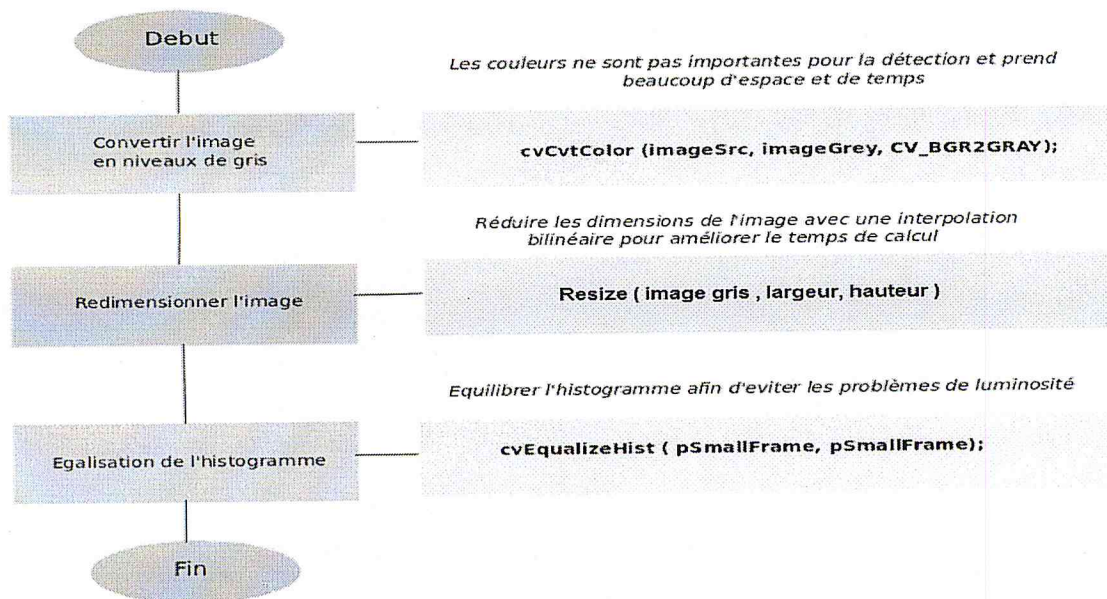 Debut
Les couleurs ne sont pas importantes pour la détection et prend
beaucoup d'espace et de temps
Convertir l'image
en niveaux de gris
cvCvtColor (imageSrc, imageGrey, CV_BGR2GRAY);
Réduire les dimensions de l'image avec une interpolation
bilinéaire pour améliorer le temps de calcul
Redimensionner l'image
Resize ( image gris , largeur, hauteur )
Equilibrer l'histogramme afin d'eviter les problèmes de luminosité
Egalisation de l'histogramme
cvEqualizeHist ( pSmallFrame, pSmallFrame);
Fin